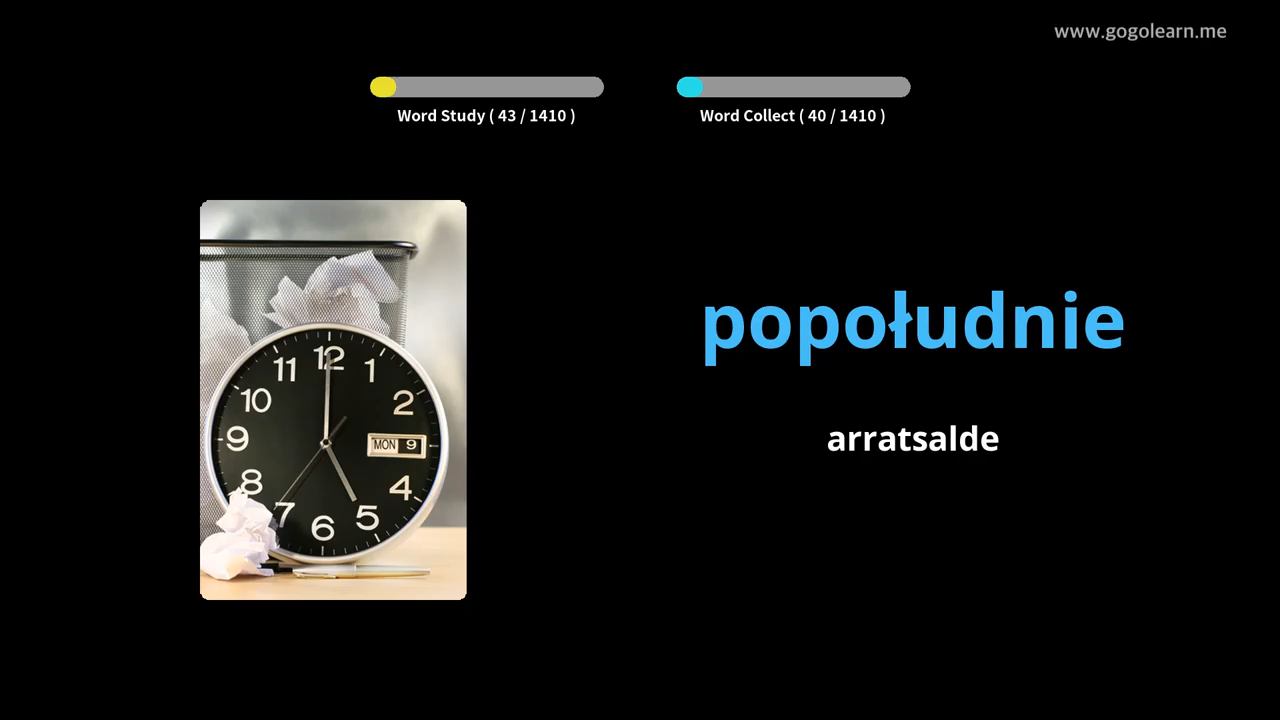 www.gogolearn.me
Word Study ( 43 / 1410 )
Word Collect ( 40 / 1410 )
popołudnie
arratsalde
12
11
1
10
2
9
MON 9
8
4
7
5
6